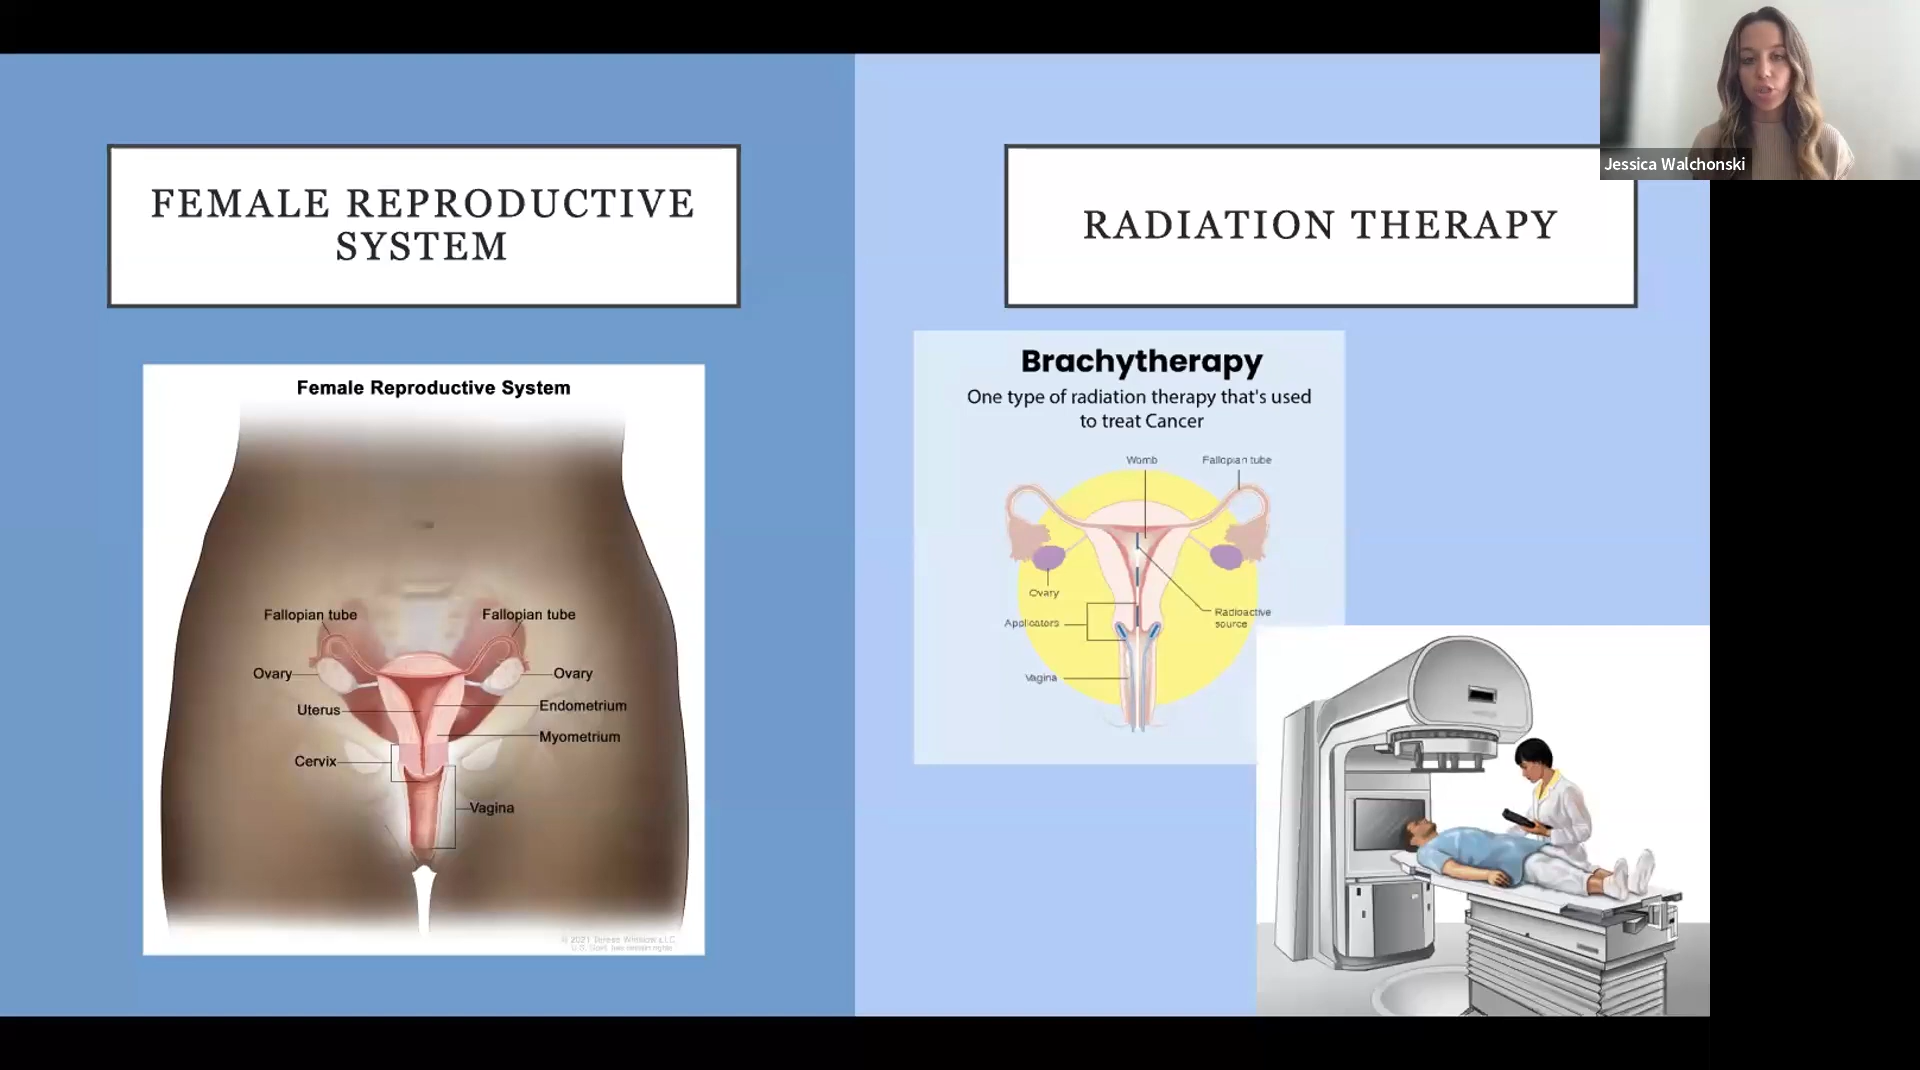 Jessica Walchonski
FEMALE REPRODUCTIVE
SYSTEM
Female Reproductive System
Fallopian tube
Fallopian tube
Ovary
Ovary
Uterus
Endometrium
Myometrium
Cervix
Vagina
RADIATION THERAPY
Brachytherapy
One type of radiation therapy that's used
to treat Cancer
Womb
Fallopian tube
Ovary
Applicators
Radioactive
source
Vagina